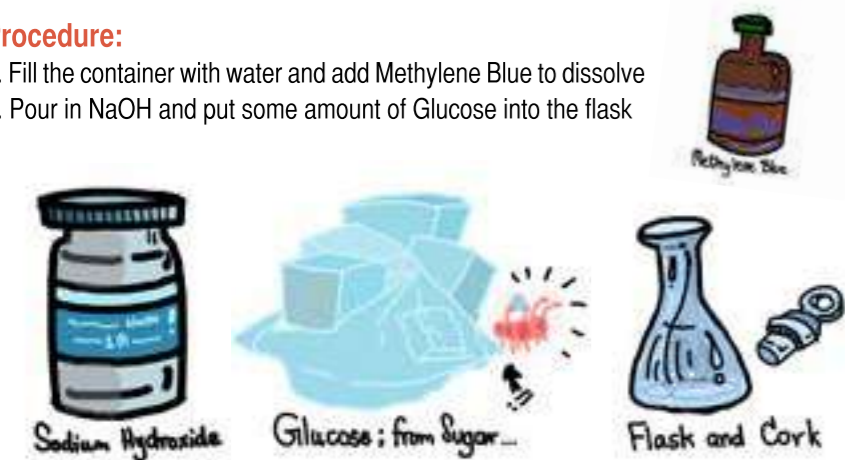 rocedure:
. Fill the container with water and add Methylene Blue to dissolve
. Pour in NaOH and put some amount of Glucose into the flask
Methylene Blue
Sodium Hydroxide
Glucose ; from Sugar...
Flask and Cork